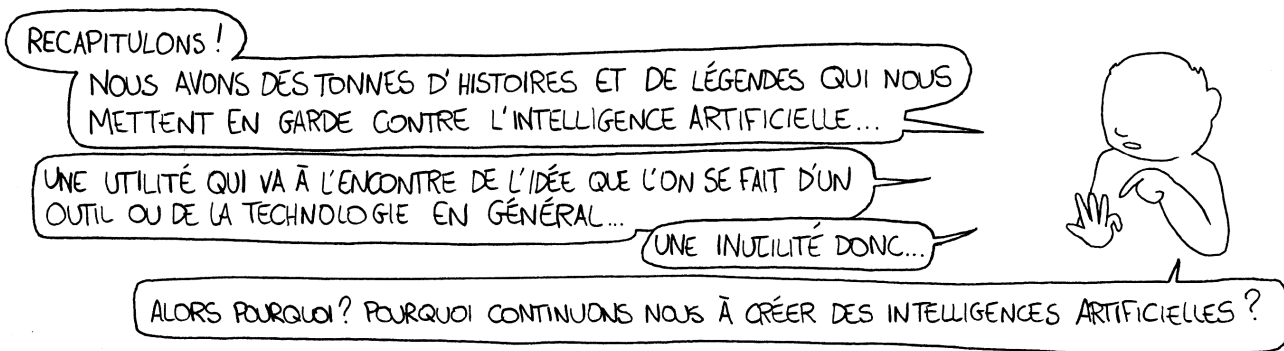 RECAPITULONS !
NOUS AVONS DES TONNES D'HISTOIRES ET DE LÉGENDES QUI NOUS
METTENT EN GARDE CONTRE L'INTELLIGENCE ARTIFICIELLE...
UNE UTILITÉ QUI VA À L'ENCONTRE DE L'IDÉE QUE L'ON SE FAIT D'UN
OUTIL OU DE LA TECHNOLOGIE EN GÉNÉRAL...
UNE INUTILITÉ DONC...
ALORS POURQUOI ? POURQUOI CONTINUONS NOUS À CRÉER DES INTELLIGENCES ARTIFICIELLES ?